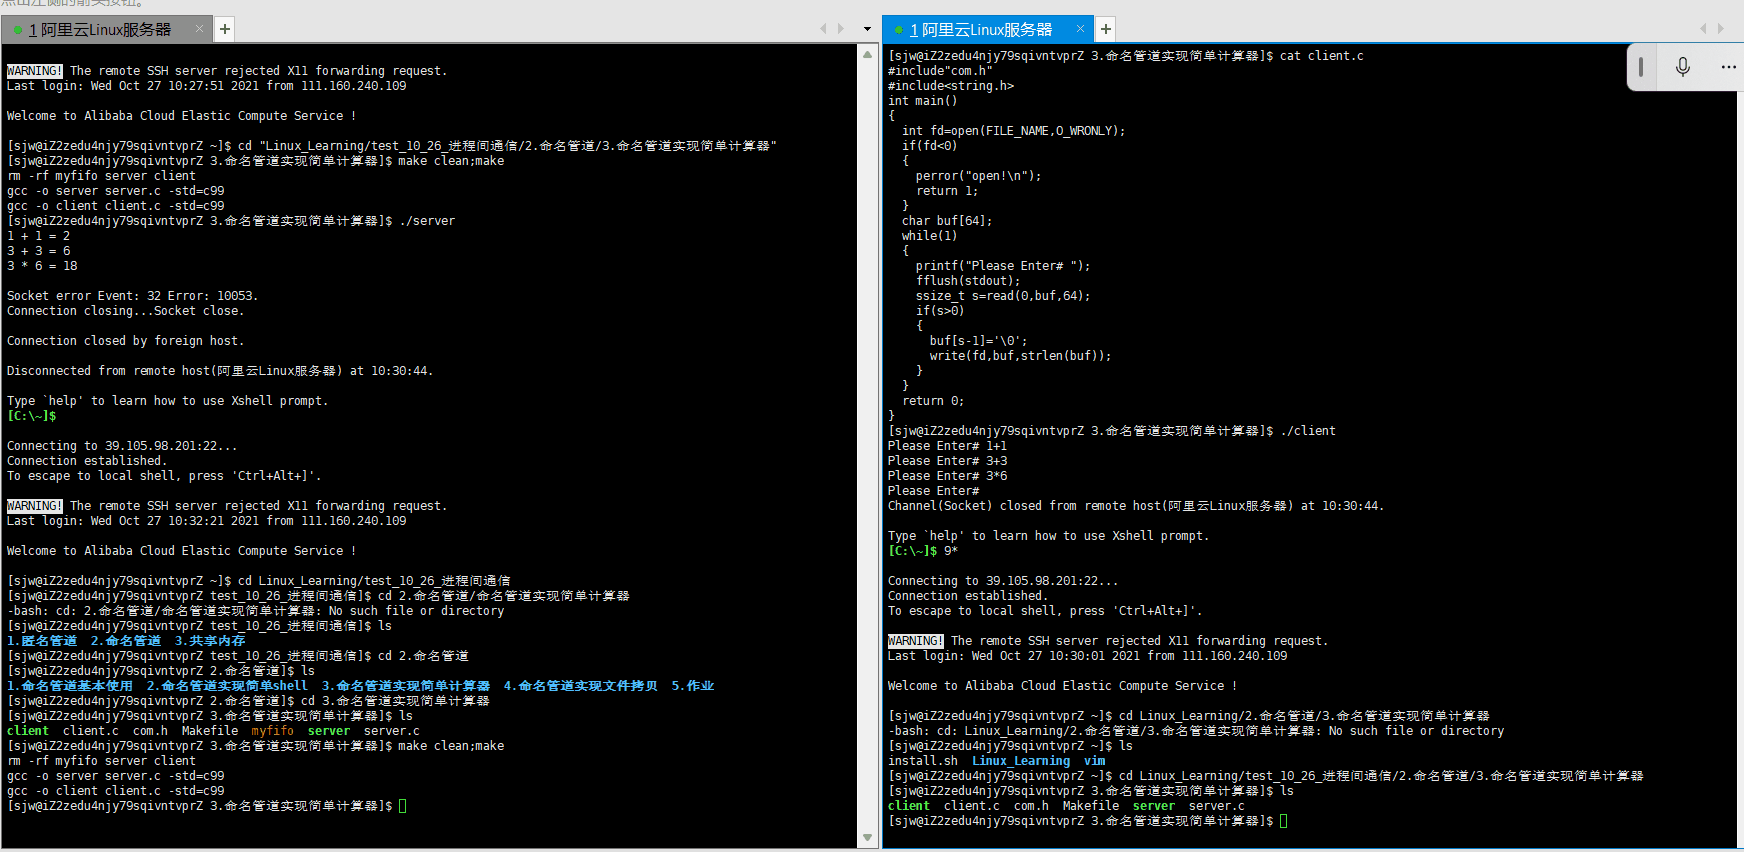 点击左侧的箭头按钮。
1 阿里云Linux服务器 × +
WARNING! The remote SSH server rejected X11 forwarding request.
Last login: Wed Oct 27 10:27:51 2021 from 111.160.240.109
Welcome to Alibaba Cloud Elastic Compute Service !
[sjw@iZ2zedu4njy79sqivntvprZ ~]$ cd "Linux_Learning/test_10_26_进程间通信/2.命名管道/3.命名管道实现简单计算器"
[sjw@iZ2zedu4njy79sqivntvprZ 3.命名管道实现简单计算器]$ make clean;make
rm -rf myfifo server client
gcc -o server server.c -std=c99
gcc -o client client.c -std=c99
[sjw@iZ2zedu4njy79sqivntvprZ 3.命名管道实现简单计算器]$ ./server
1 + 1 = 2
3 + 3 = 6
3 * 6 = 18
Socket error Event: 32 Error: 10053.
Connection closing...Socket close.
Connection closed by foreign host.
Disconnected from remote host(阿里云Linux服务器) at 10:30:44.
Type `help' to learn how to use Xshell prompt.
[C:\~]$
Connecting to 39.105.98.201:22...
Connection established.
To escape to local shell, press 'Ctrl+Alt+]'.
WARNING! The remote SSH server rejected X11 forwarding request.
Last login: Wed Oct 27 10:32:21 2021 from 111.160.240.109
Welcome to Alibaba Cloud Elastic Compute Service !
[sjw@iZ2zedu4njy79sqivntvprZ ~]$ cd Linux_Learning/test_10_26_进程间通信
[sjw@iZ2zedu4njy79sqivntvprZ test_10_26_进程间通信]$ cd 2.命名管道/命名管道实现简单计算器
-bash: cd: 2.命名管道/命名管道实现简单计算器: No such file or directory
[sjw@iZ2zedu4njy79sqivntvprZ test_10_26_进程间通信]$ ls
1.匿名管道  2.命名管道  3.共享内存
[sjw@iZ2zedu4njy79sqivntvprZ test_10_26_进程间通信]$ cd 2.命名管道
[sjw@iZ2zedu4njy79sqivntvprZ 2.命名管道]$ ls
1.命名管道基本使用  2.命名管道实现简单shell  3.命名管道实现简单计算器  4.命名管道实现文件拷贝  5.作业
[sjw@iZ2zedu4njy79sqivntvprZ 2.命名管道]$ cd 3.命名管道实现简单计算器
[sjw@iZ2zedu4njy79sqivntvprZ 3.命名管道实现简单计算器]$ ls
client  client.c  com.h  Makefile  myfifo  server  server.c
[sjw@iZ2zedu4njy79sqivntvprZ 3.命名管道实现简单计算器]$ make clean;make
rm -rf myfifo server client
gcc -o server server.c -std=c99
gcc -o client client.c -std=c99
[sjw@iZ2zedu4njy79sqivntvprZ 3.命名管道实现简单计算器]$
1 阿里云Linux服务器 × +
[sjw@iZ2zedu4njy79sqivntvprZ 3.命名管道实现简单计算器]$ cat client.c
#include"com.h"
#include<string.h>
int main()
{
  int fd=open(FILE_NAME,O_WRONLY);
  if(fd<0)
  {
    perror("open!\n");
    return 1;
  }
  char buf[64];
  while(1)
  {
    printf("Please Enter# ");
    fflush(stdout);
    ssize_t s=read(0,buf,64);
    if(s>0)
    {
      buf[s-1]='\0';
      write(fd,buf,strlen(buf));
    }
  }
  return 0;
}
[sjw@iZ2zedu4njy79sqivntvprZ 3.命名管道实现简单计算器]$ ./client
Please Enter# 1+1
Please Enter# 3+3
Please Enter# 3*6
Please Enter#
Channel(Socket) closed from remote host(阿里云Linux服务器) at 10:30:44.
Type `help' to learn how to use Xshell prompt.
[C:\~]$ 9*
Connecting to 39.105.98.201:22...
Connection established.
To escape to local shell, press 'Ctrl+Alt+]'.
WARNING! The remote SSH server rejected X11 forwarding request.
Last login: Wed Oct 27 10:30:01 2021 from 111.160.240.109
Welcome to Alibaba Cloud Elastic Compute Service !
[sjw@iZ2zedu4njy79sqivntvprZ ~]$ cd Linux_Learning/2.命名管道/3.命名管道实现简单计算器
-bash: cd: Linux_Learning/2.命名管道/3.命名管道实现简单计算器: No such file or directory
[sjw@iZ2zedu4njy79sqivntvprZ ~]$ ls
install.sh  Linux_Learning  vim
[sjw@iZ2zedu4njy79sqivntvprZ ~]$ cd Linux_Learning/test_10_26_进程间通信/2.命名管道/3.命名管道实现简单计算器
[sjw@iZ2zedu4njy79sqivntvprZ 3.命名管道实现简单计算器]$ ls
client  client.c  com.h  Makefile  server  server.c
[sjw@iZ2zedu4njy79sqivntvprZ 3.命名管道实现简单计算器]$